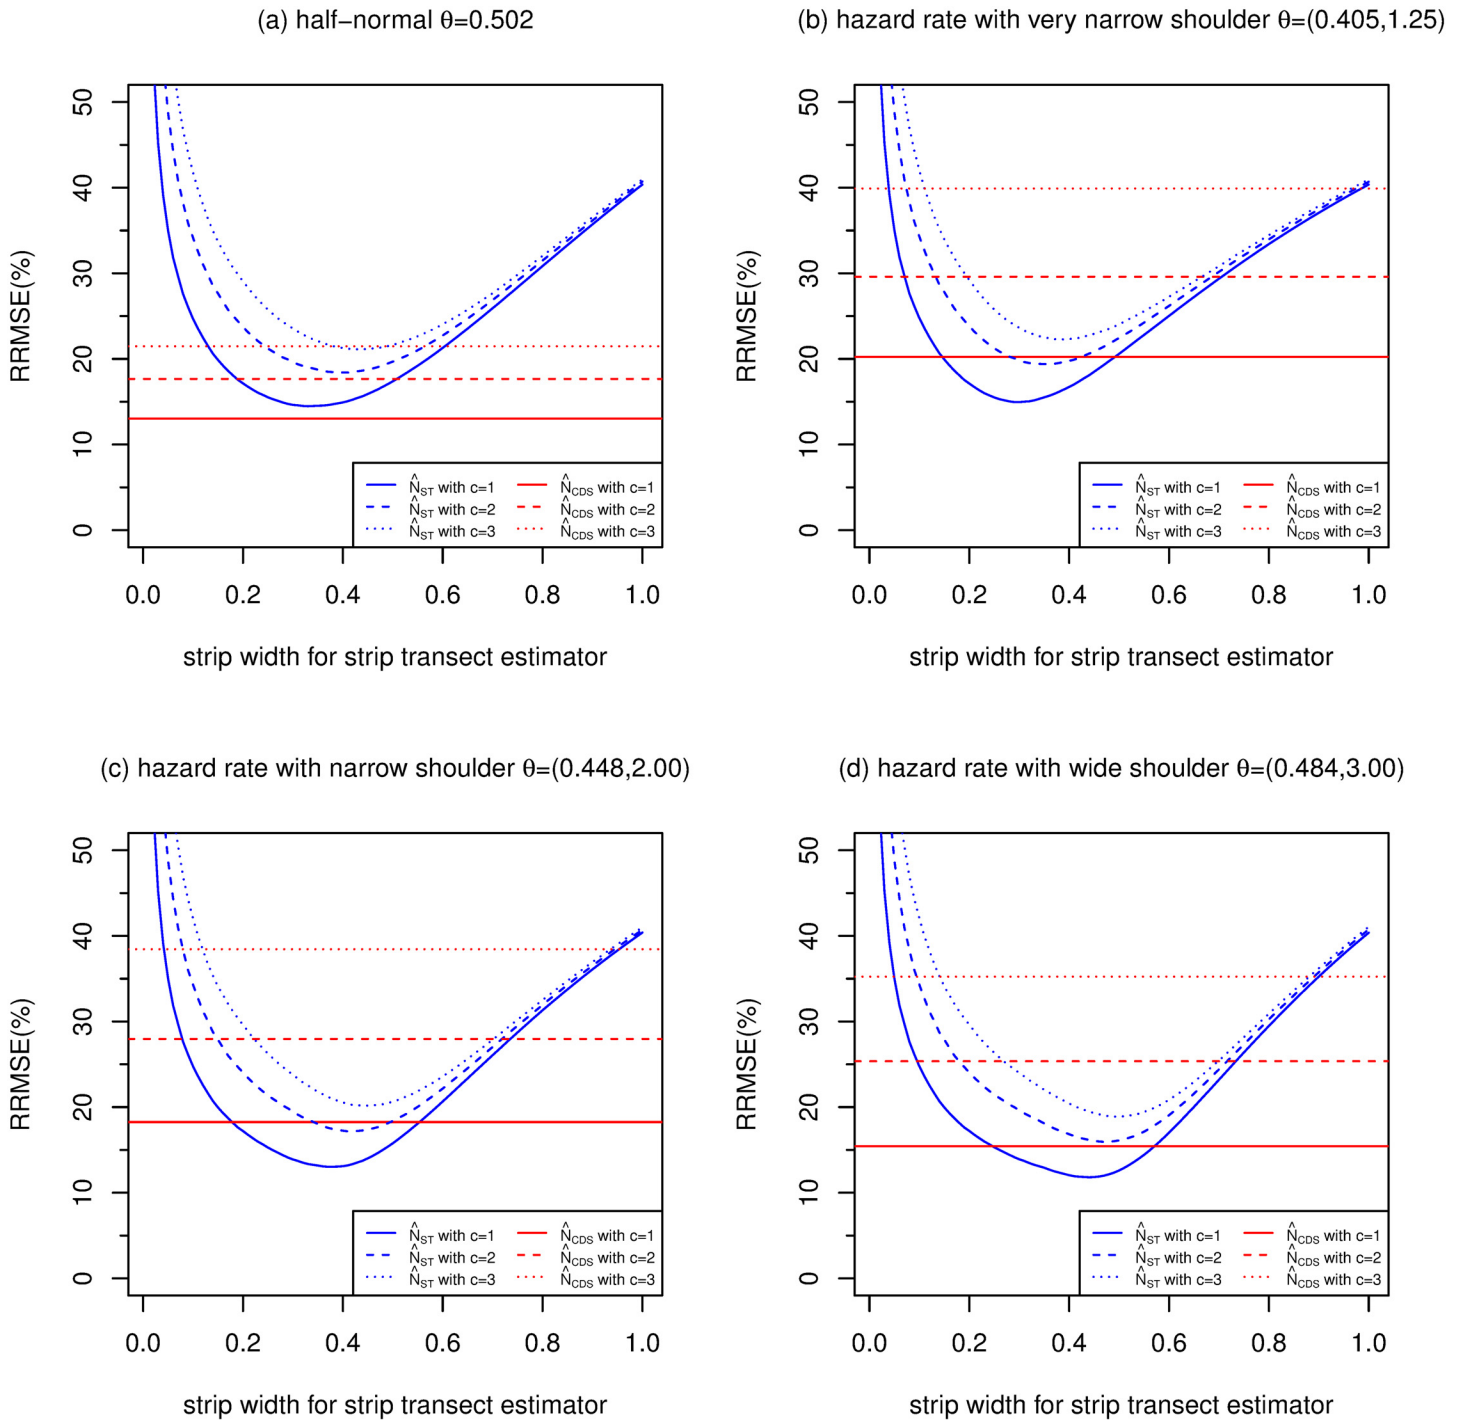 (a) half−normal θ=0.502
RRMSE(%)
50
40
30
20
10
0
N̂ST with c=1 N̂CDS with c=1
N̂ST with c=2 N̂CDS with c=2
N̂ST with c=3 N̂CDS with c=3
0.0 0.2 0.4 0.6 0.8 1.0
strip width for strip transect estimator
(b) hazard rate with very narrow shoulder θ=(0.405,1.25)
RRMSE(%)
50
40
30
20
10
0
N̂ST with c=1 N̂CDS with c=1
N̂ST with c=2 N̂CDS with c=2
N̂ST with c=3 N̂CDS with c=3
0.0 0.2 0.4 0.6 0.8 1.0
strip width for strip transect estimator
(c) hazard rate with narrow shoulder θ=(0.448,2.00)
RRMSE(%)
50
40
30
20
10
0
N̂ST with c=1 N̂CDS with c=1
N̂ST with c=2 N̂CDS with c=2
N̂ST with c=3 N̂CDS with c=3
0.0 0.2 0.4 0.6 0.8 1.0
strip width for strip transect estimator
(d) hazard rate with wide shoulder θ=(0.484,3.00)
RRMSE(%)
50
40
30
20
10
0
N̂ST with c=1 N̂CDS with c=1
N̂ST with c=2 N̂CDS with c=2
N̂ST with c=3 N̂CDS with c=3
0.0 0.2 0.4 0.6 0.8 1.0
strip width for strip transect estimator